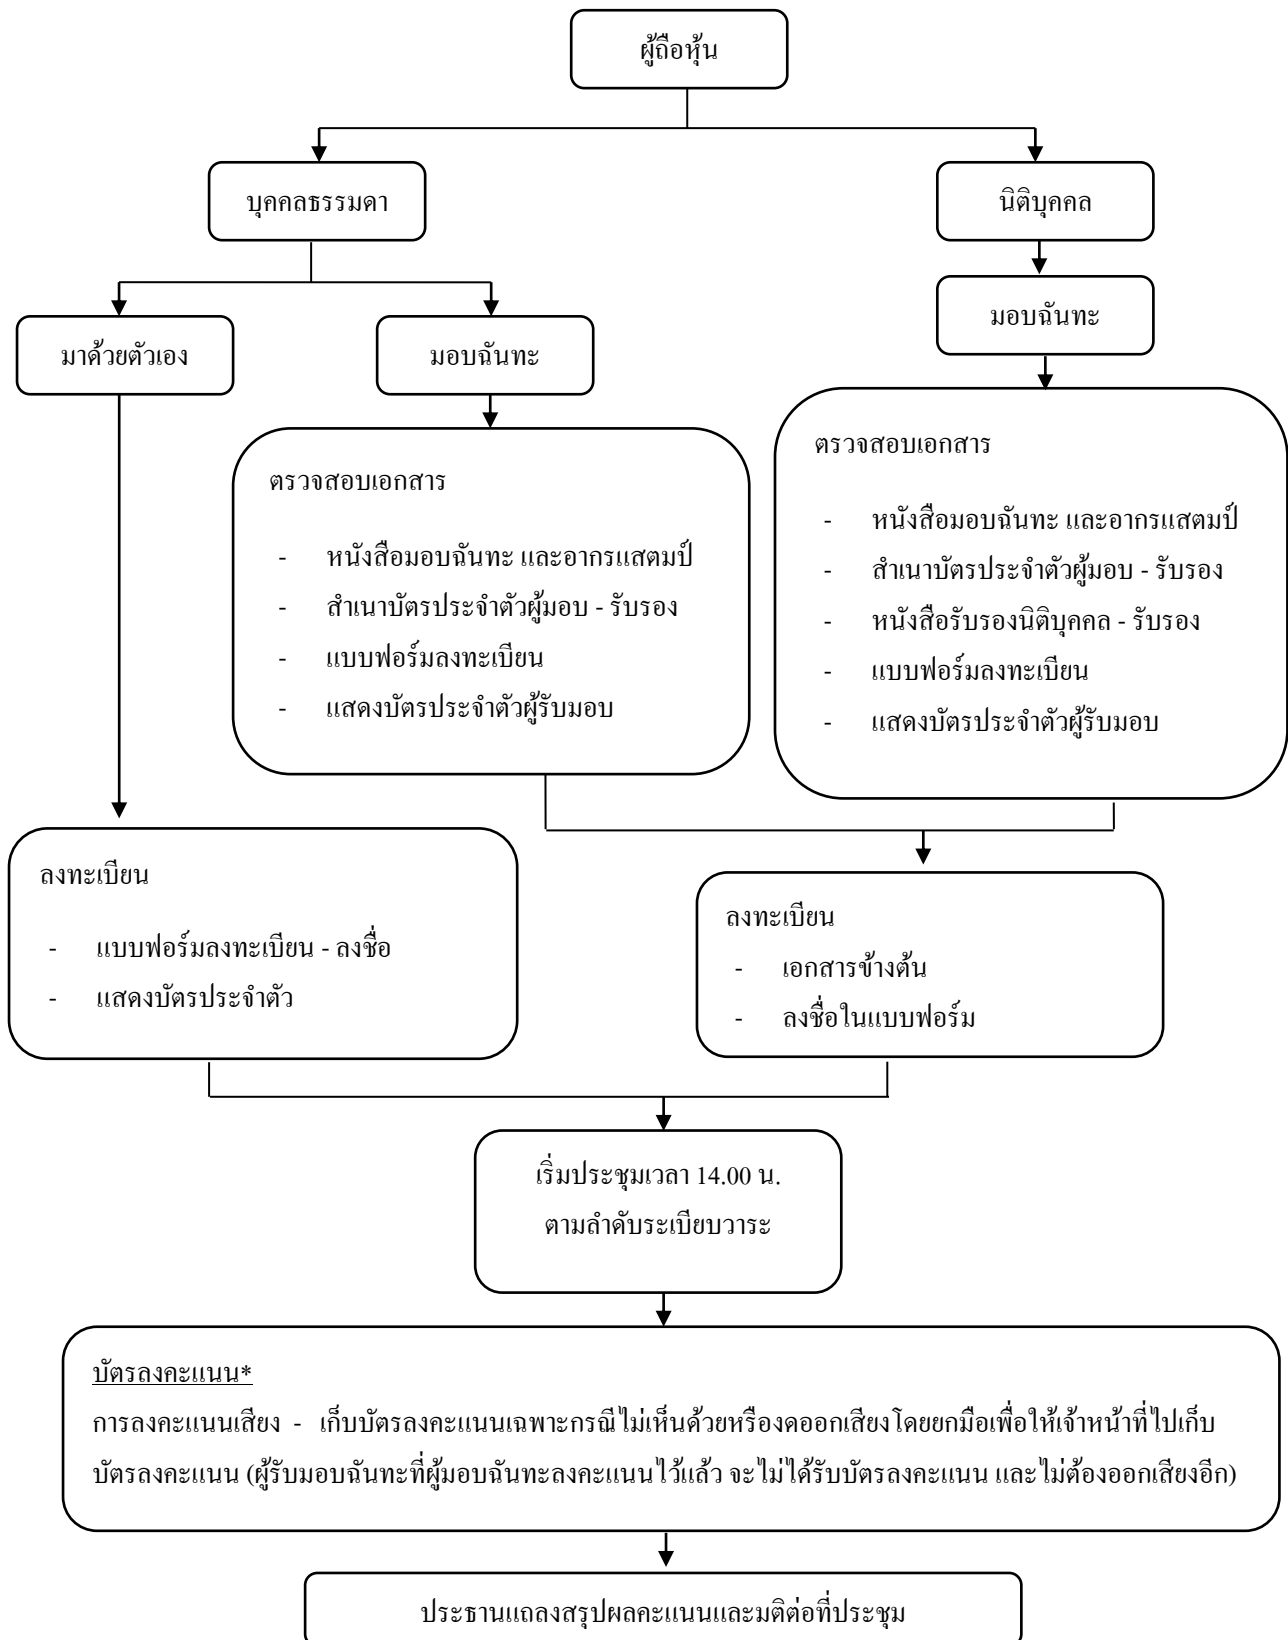 ผู้ถือหุ้น
บุคคลธรรมดา
นิติบุคคล
มาด้วยตัวเอง
มอบฉันทะ
มอบฉันทะ
ตรวจสอบเอกสาร
- หนังสือมอบฉันทะ และอากรแสตมป์
- สำเนาบัตรประจำตัวผู้มอบ - รับรอง
- แบบฟอร์มลงทะเบียน
- แสดงบัตรประจำตัวผู้รับมอบ
ตรวจสอบเอกสาร
- หนังสือมอบฉันทะ และอากรแสตมป์
- สำเนาบัตรประจำตัวผู้มอบ - รับรอง
- หนังสือรับรองนิติบุคคล - รับรอง
- แบบฟอร์มลงทะเบียน
- แสดงบัตรประจำตัวผู้รับมอบ
ลงทะเบียน
- แบบฟอร์มลงทะเบียน - ลงชื่อ
- แสดงบัตรประจำตัว
ลงทะเบียน
- เอกสารข้างต้น
- ลงชื่อในแบบฟอร์ม
เริ่มประชุมเวลา 14.00 น.
ตามลำดับระเบียบวาระ
บัตรลงคะแนน*
การลงคะแนนเสียง - เก็บบัตรลงคะแนนเฉพาะกรณีไม่เห็นด้วยหรืองดออกเสียงโดยยกมือเพื่อให้เจ้าหน้าที่ไปเก็บ
บัตรลงคะแนน (ผู้รับมอบฉันทะที่ผู้มอบฉันทะลงคะแนนไว้แล้ว จะไม่ได้รับบัตรลงคะแนน และไม่ต้องออกเสียงอีก)
ประธานแถลงสรุปผลคะแนนและมติต่อที่ประชุม